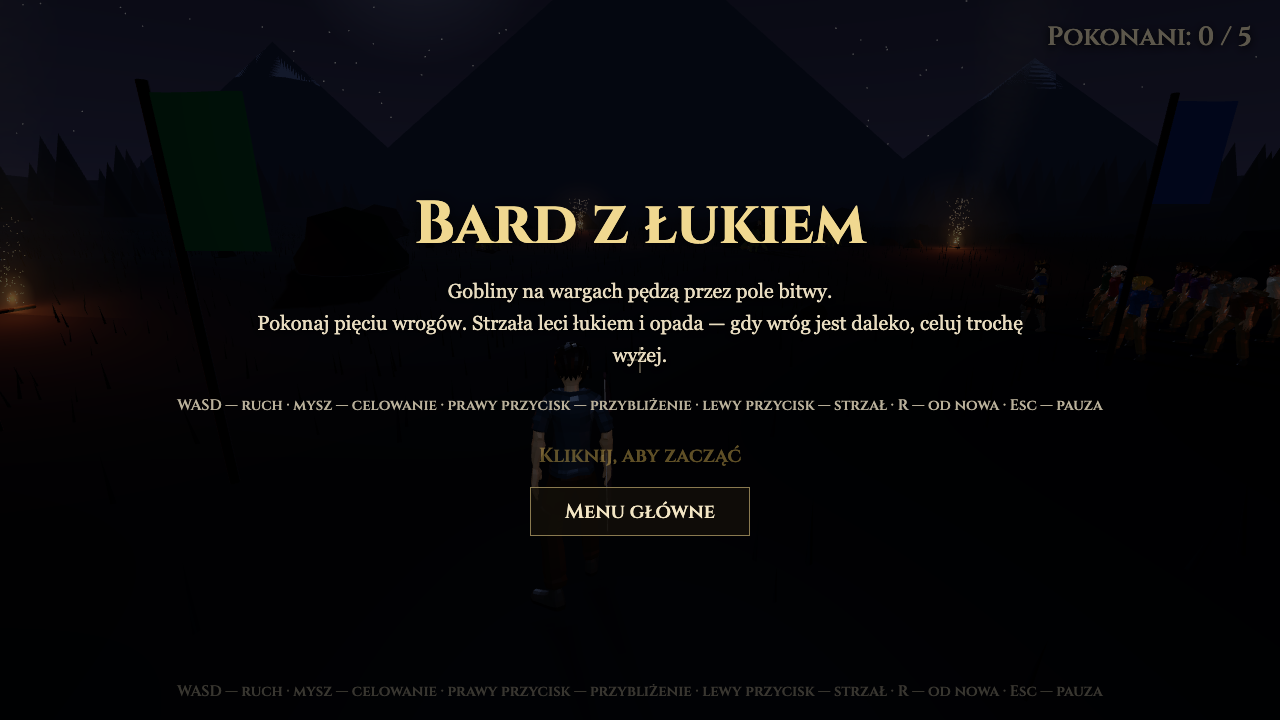 Pokonani: 0 / 5
Bard z Łukiem
Gobliny na wargach pędzą przez pole bitwy.
Pokonaj pięciu wrogów. Strzała leci łukiem i opada — gdy wróg jest daleko, celuj trochę
wyżej.
WASD — ruch · mysz — celowanie · prawy przycisk — przybliżenie · lewy przycisk — strzał · R — od nowa · Esc — pauza
Kliknij, aby zacząć
Menu główne
WASD — ruch · mysz — celowanie · prawy przycisk — przybliżenie · lewy przycisk — strzał · R — od nowa · Esc — pauza